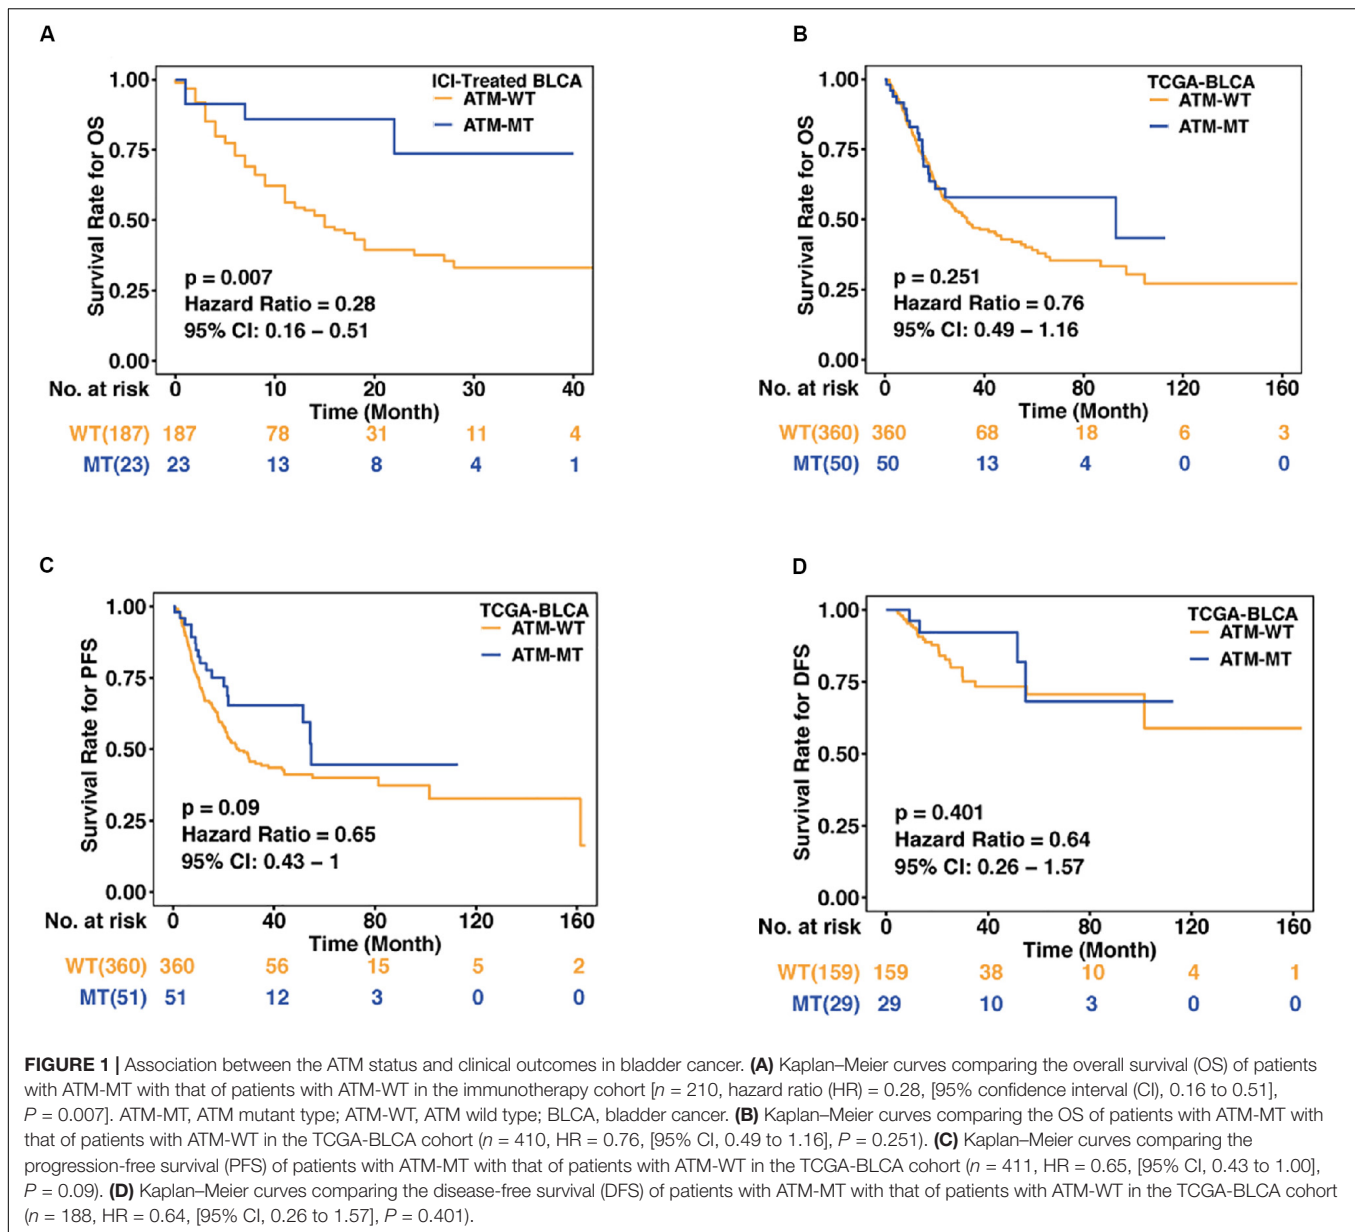 A
1.00
0.75
0.50
0.25
0.00
Survival Rate for OS
ICI-Treated BLCA
ATM-WT
ATM-MT
p = 0.007
Hazard Ratio = 0.28
95% CI: 0.16 – 0.51
No. at risk
0 10 20 30 40
Time (Month)
WT(187) 187 78 31 11 4
MT(23) 23 13 8 4 1
B
1.00
0.75
0.50
0.25
0.00
Survival Rate for OS
TCGA-BLCA
ATM-WT
ATM-MT
p = 0.251
Hazard Ratio = 0.76
95% CI: 0.49 – 1.16
No. at risk
0 40 80 120 160
Time (Month)
WT(360) 360 68 18 6 3
MT(50) 50 13 4 0 0
C
1.00
0.75
0.50
0.25
0.00
Survival Rate for PFS
TCGA-BLCA
ATM-WT
ATM-MT
p = 0.09
Hazard Ratio = 0.65
95% CI: 0.43 – 1
No. at risk
0 40 80 120 160
Time (Month)
WT(360) 360 56 15 5 2
MT(51) 51 12 3 0 0
D
1.00
0.75
0.50
0.25
0.00
Survival Rate for DFS
TCGA-BLCA
ATM-WT
ATM-MT
p = 0.401
Hazard Ratio = 0.64
95% CI: 0.26 – 1.57
No. at risk
0 40 80 120 160
Time (Month)
WT(159) 159 38 10 4 1
MT(29) 29 10 3 0 0
FIGURE 1 | Association between the ATM status and clinical outcomes in bladder cancer. (A) Kaplan–Meier curves comparing the overall survival (OS) of patients
with ATM-MT with that of patients with ATM-WT in the immunotherapy cohort [n = 210, hazard ratio (HR) = 0.28, [95% confidence interval (CI), 0.16 to 0.51],
P = 0.007]. ATM-MT, ATM mutant type; ATM-WT, ATM wild type; BLCA, bladder cancer. (B) Kaplan–Meier curves comparing the OS of patients with ATM-MT with
that of patients with ATM-WT in the TCGA-BLCA cohort (n = 410, HR = 0.76, [95% CI, 0.49 to 1.16], P = 0.251). (C) Kaplan–Meier curves comparing the
progression-free survival (PFS) of patients with ATM-MT with that of patients with ATM-WT in the TCGA-BLCA cohort (n = 411, HR = 0.65, [95% CI, 0.43 to 1.00],
P = 0.09). (D) Kaplan–Meier curves comparing the disease-free survival (DFS) of patients with ATM-MT with that of patients with ATM-WT in the TCGA-BLCA cohort
(n = 188, HR = 0.64, [95% CI, 0.26 to 1.57], P = 0.401).